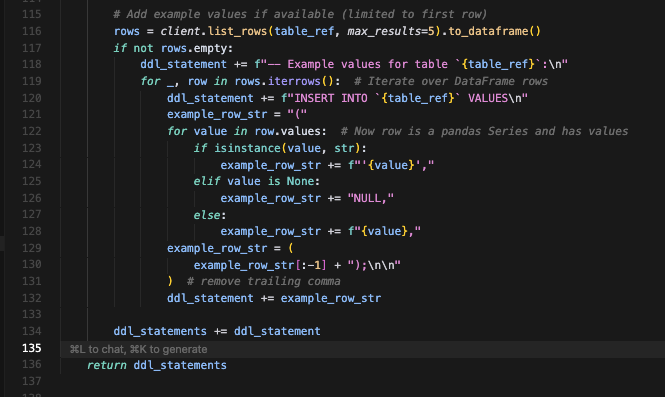 115 # Add example values if available (limited to first row)
116 rows = client.list_rows(table_ref, max_results=5).to_dataframe()
117 if not rows.empty:
118 ddl_statement += f"-- Example values for table `{table_ref}`:\n"
119 for _, row in rows.iterrows():  # Iterate over DataFrame rows
120 ddl_statement += f"INSERT INTO `{table_ref}` VALUES\n"
121 example_row_str = "("
122 for value in row.values:  # Now row is a pandas Series and has values
123 if isinstance(value, str):
124 example_row_str += f"'{value}',"
125 elif value is None:
126 example_row_str += "NULL,"
127 else:
128 example_row_str += f"{value},"
129 example_row_str = (
130 example_row_str[:-1] + ");\n\n"
131 )  # remove trailing comma
132 ddl_statement += example_row_str
133
134 ddl_statements += ddl_statement
135 ⌘L to chat, ⌘K to generate
136 return ddl_statements
137